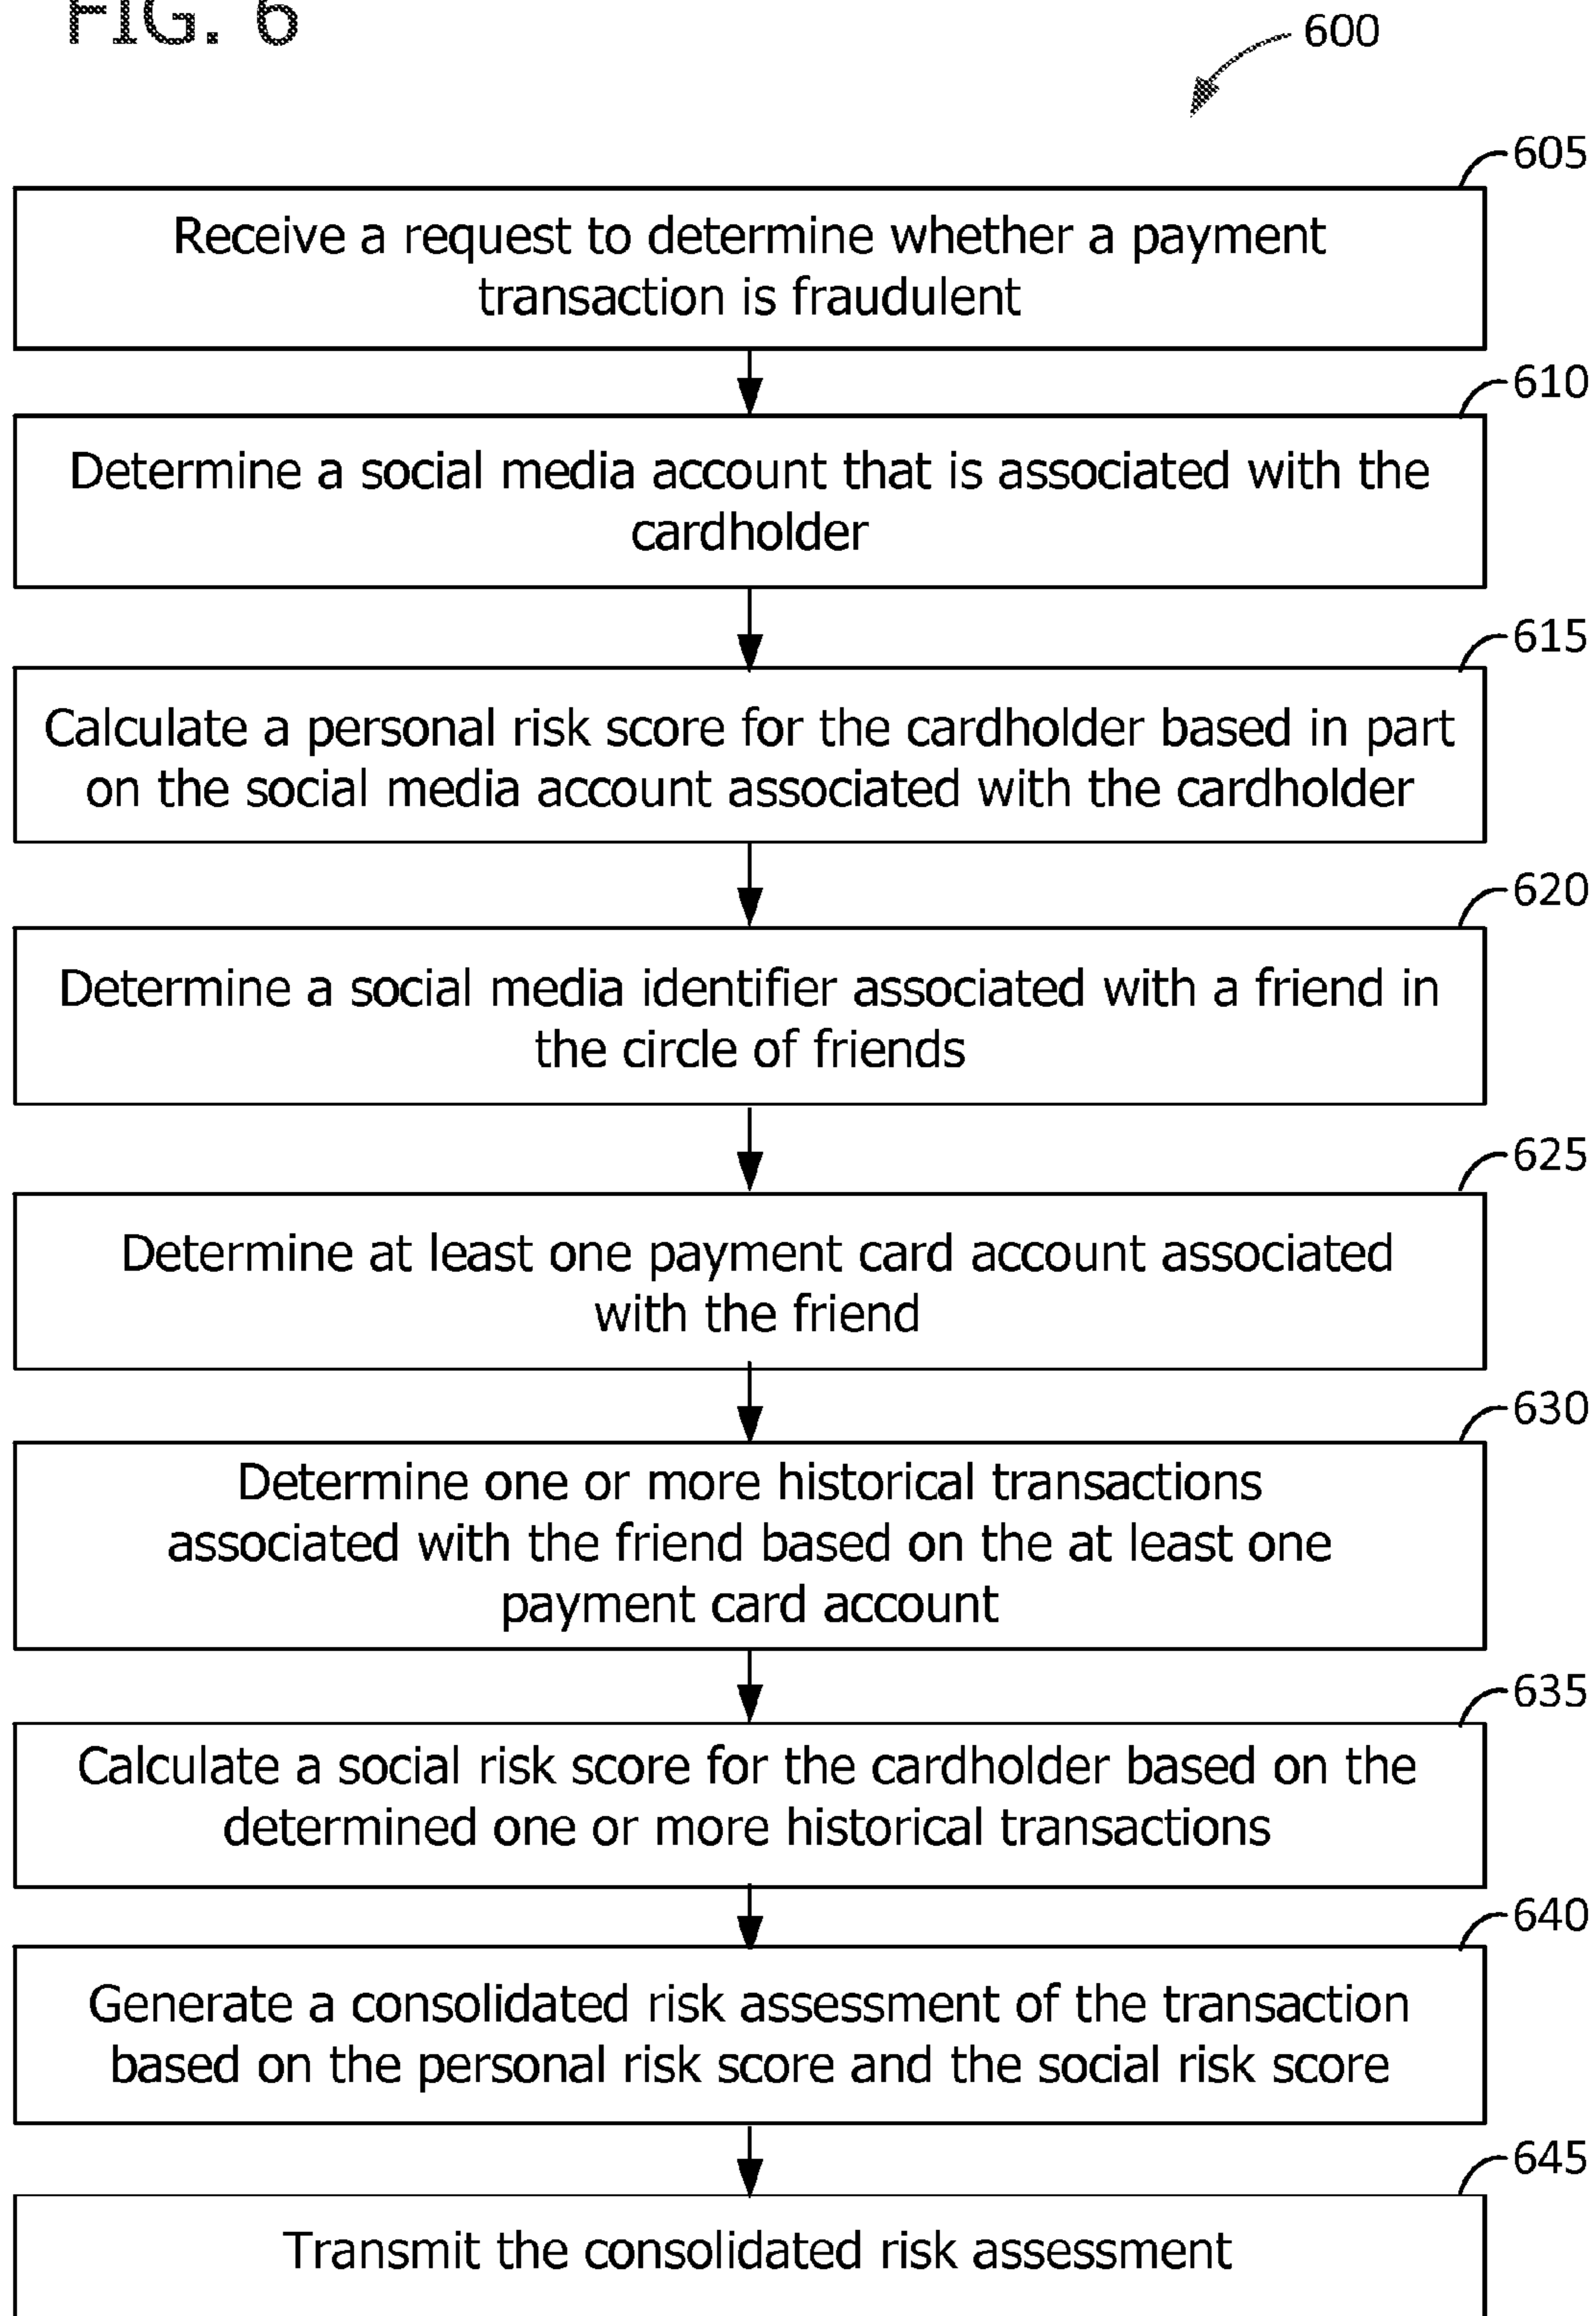 FIG. 6
600
605
Receive a request to determine whether a payment
transaction is fraudulent
610
Determine a social media account that is associated with the
cardholder
615
Calculate a personal risk score for the cardholder based in part
on the social media account associated with the cardholder
620
Determine a social media identifier associated with a friend in
the circle of friends
625
Determine at least one payment card account associated
with the friend
630
Determine one or more historical transactions
associated with the friend based on the at least one
payment card account
635
Calculate a social risk score for the cardholder based on the
determined one or more historical transactions
640
Generate a consolidated risk assessment of the transaction
based on the personal risk score and the social risk score
645
Transmit the consolidated risk assessment